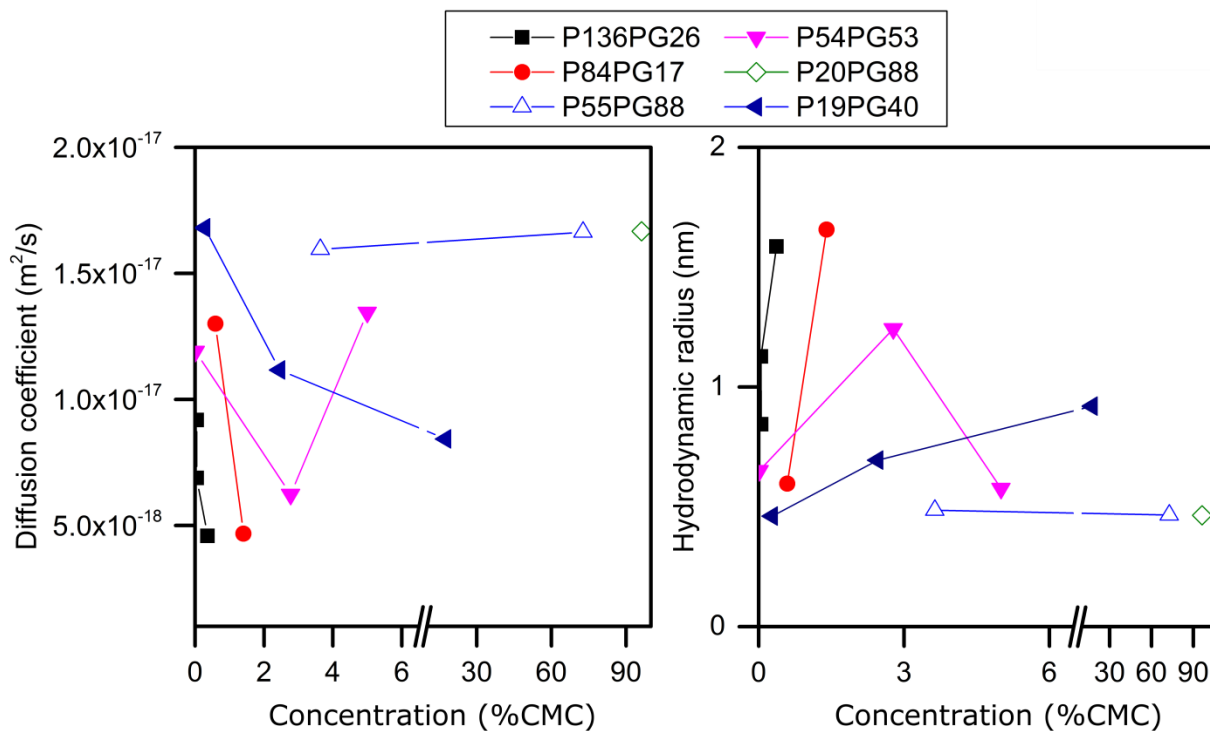 P136PG26 P54PG53
P84PG17 P20PG88
P55PG88 P19PG40
Diffusion coefficient (m²/s)
2.0x10⁻¹⁷
1.5x10⁻¹⁷
1.0x10⁻¹⁷
5.0x10⁻¹⁸
0 2 4 6 30 60 90
Concentration (%CMC)
Hydrodynamic radius (nm)
2
1
0
0 3 6 30 60 90
Concentration (%CMC)